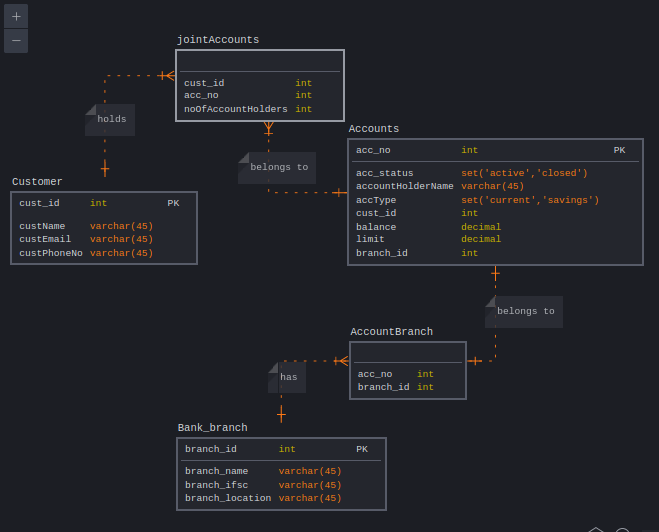 +
−
jointAccounts
cust_id int
acc_no int
noOfAccountHolders int
holds
belongs to
Accounts
acc_no int PK
acc_status set('active','closed')
accountHolderName varchar(45)
accType set('current','savings')
cust_id int
balance decimal
limit decimal
branch_id int
Customer
cust_id int PK
custName varchar(45)
custEmail varchar(45)
custPhoneNo varchar(45)
belongs to
AccountBranch
acc_no int
branch_id int
has
Bank_branch
branch_id int PK
branch_name varchar(45)
branch_ifsc varchar(45)
branch_location varchar(45)